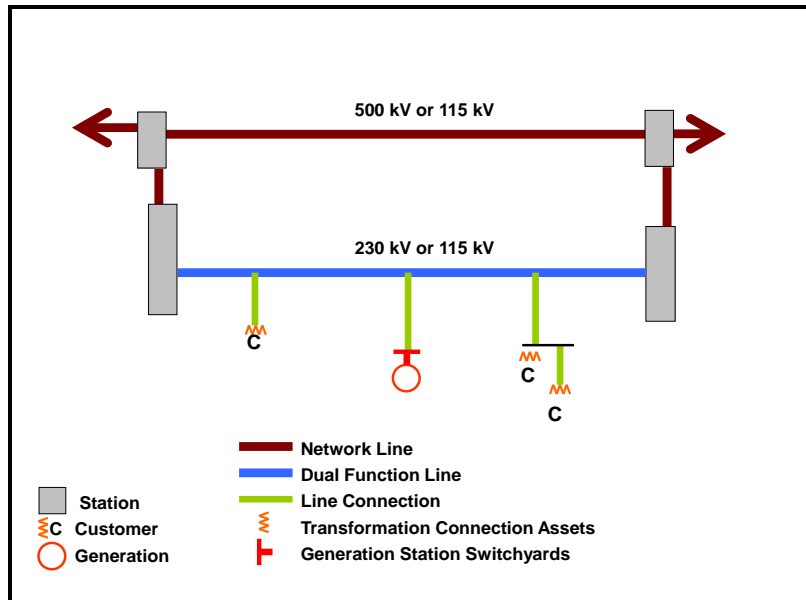 500 kV or 115 kV
230 kV or 115 kV
C
C
C
Network Line
Dual Function Line
Line Connection
Transformation Connection Assets
Generation Station Switchyards
Station
C Customer
Generation